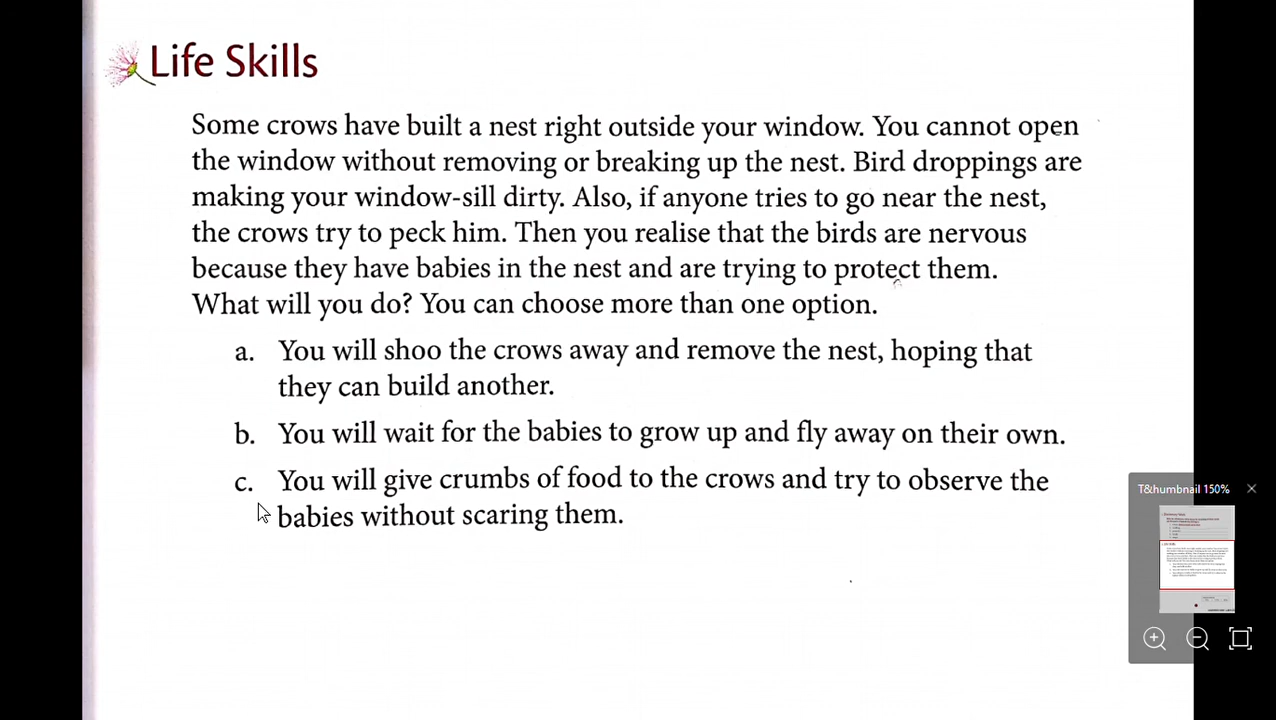 Life Skills
Some crows have built a nest right outside your window. You cannot open
the window without removing or breaking up the nest. Bird droppings are
making your window-sill dirty. Also, if anyone tries to go near the nest,
the crows try to peck him. Then you realise that the birds are nervous
because they have babies in the nest and are trying to protect them.
What will you do? You can choose more than one option.
a. You will shoo the crows away and remove the nest, hoping that
they can build another.
b. You will wait for the babies to grow up and fly away on their own.
c. You will give crumbs of food to the crows and try to observe the
babies without scaring them.
T&humbnail 150%